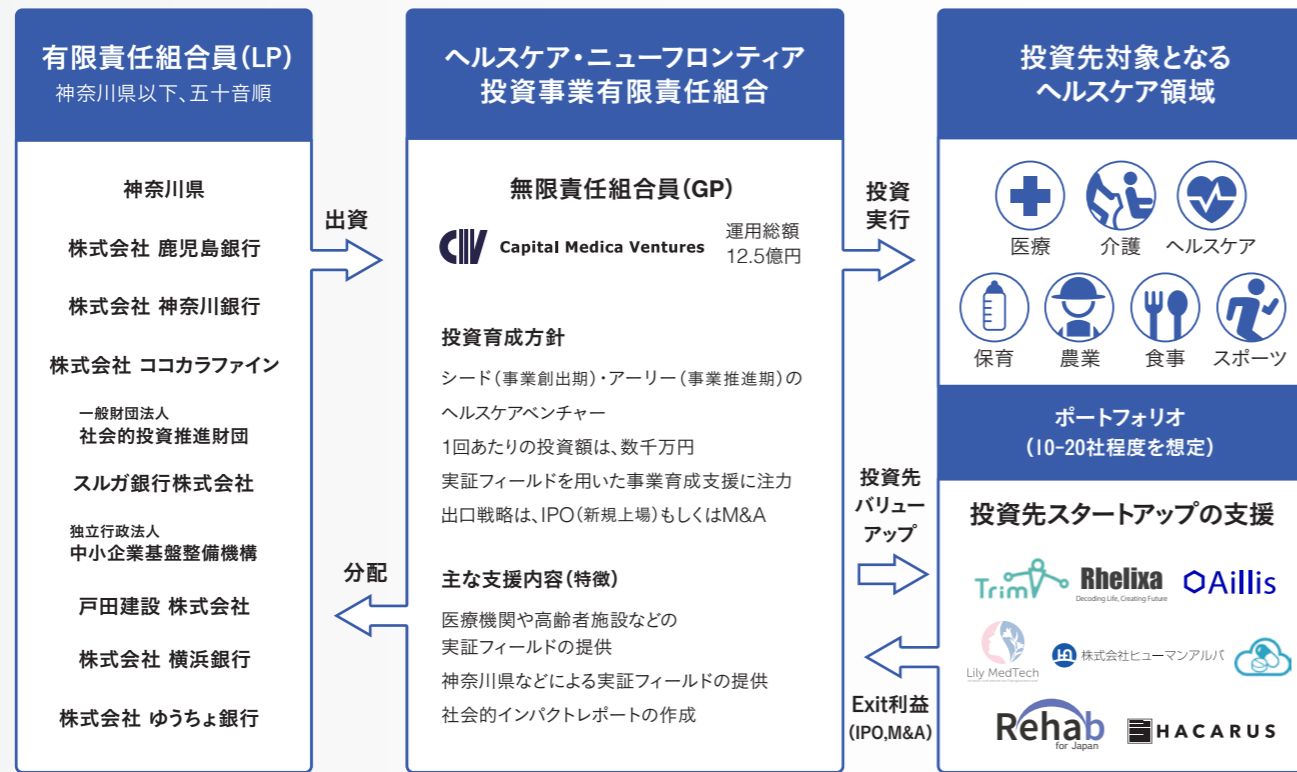 有限責任組合員(LP)
神奈川県以下、五十音順
神奈川県
株式会社 鹿児島銀行
株式会社 神奈川銀行
株式会社 ココカラファイン
一般財団法人
社会的投資推進財団
スルガ銀行株式会社
独立行政法人
中小企業基盤整備機構
戸田建設 株式会社
株式会社 横浜銀行
株式会社 ゆうちょ銀行
出資
分配
ヘルスケア・ニューフロンティア
投資事業有限責任組合
無限責任組合員(GP)
CMV Capital Medica Ventures
運用総額
12.5億円
投資育成方針
シード(事業創出期)・アーリー(事業推進期)の
ヘルスケアベンチャー
1回あたりの投資額は、数千万円
実証フィールドを用いた事業育成支援に注力
出口戦略は、IPO(新規上場)もしくはM&A
主な支援内容(特徴)
医療機関や高齢者施設などの
実証フィールドの提供
神奈川県などによる実証フィールドの提供
社会的インパクトレポートの作成
投資
実行
投資先
バリュー
アップ
Exit利益
(IPO,M&A)
投資先対象となる
ヘルスケア領域
医療 介護 ヘルスケア
保育 農業 食事 スポーツ
ポートフォリオ
(10-20社程度を想定)
投資先スタートアップの支援
Trim Rhelixa Aillis
Decoding Life, Creating Future
Lily MedTech 株式会社ヒューマンアルバ
Rehab HACARUS
for Japan